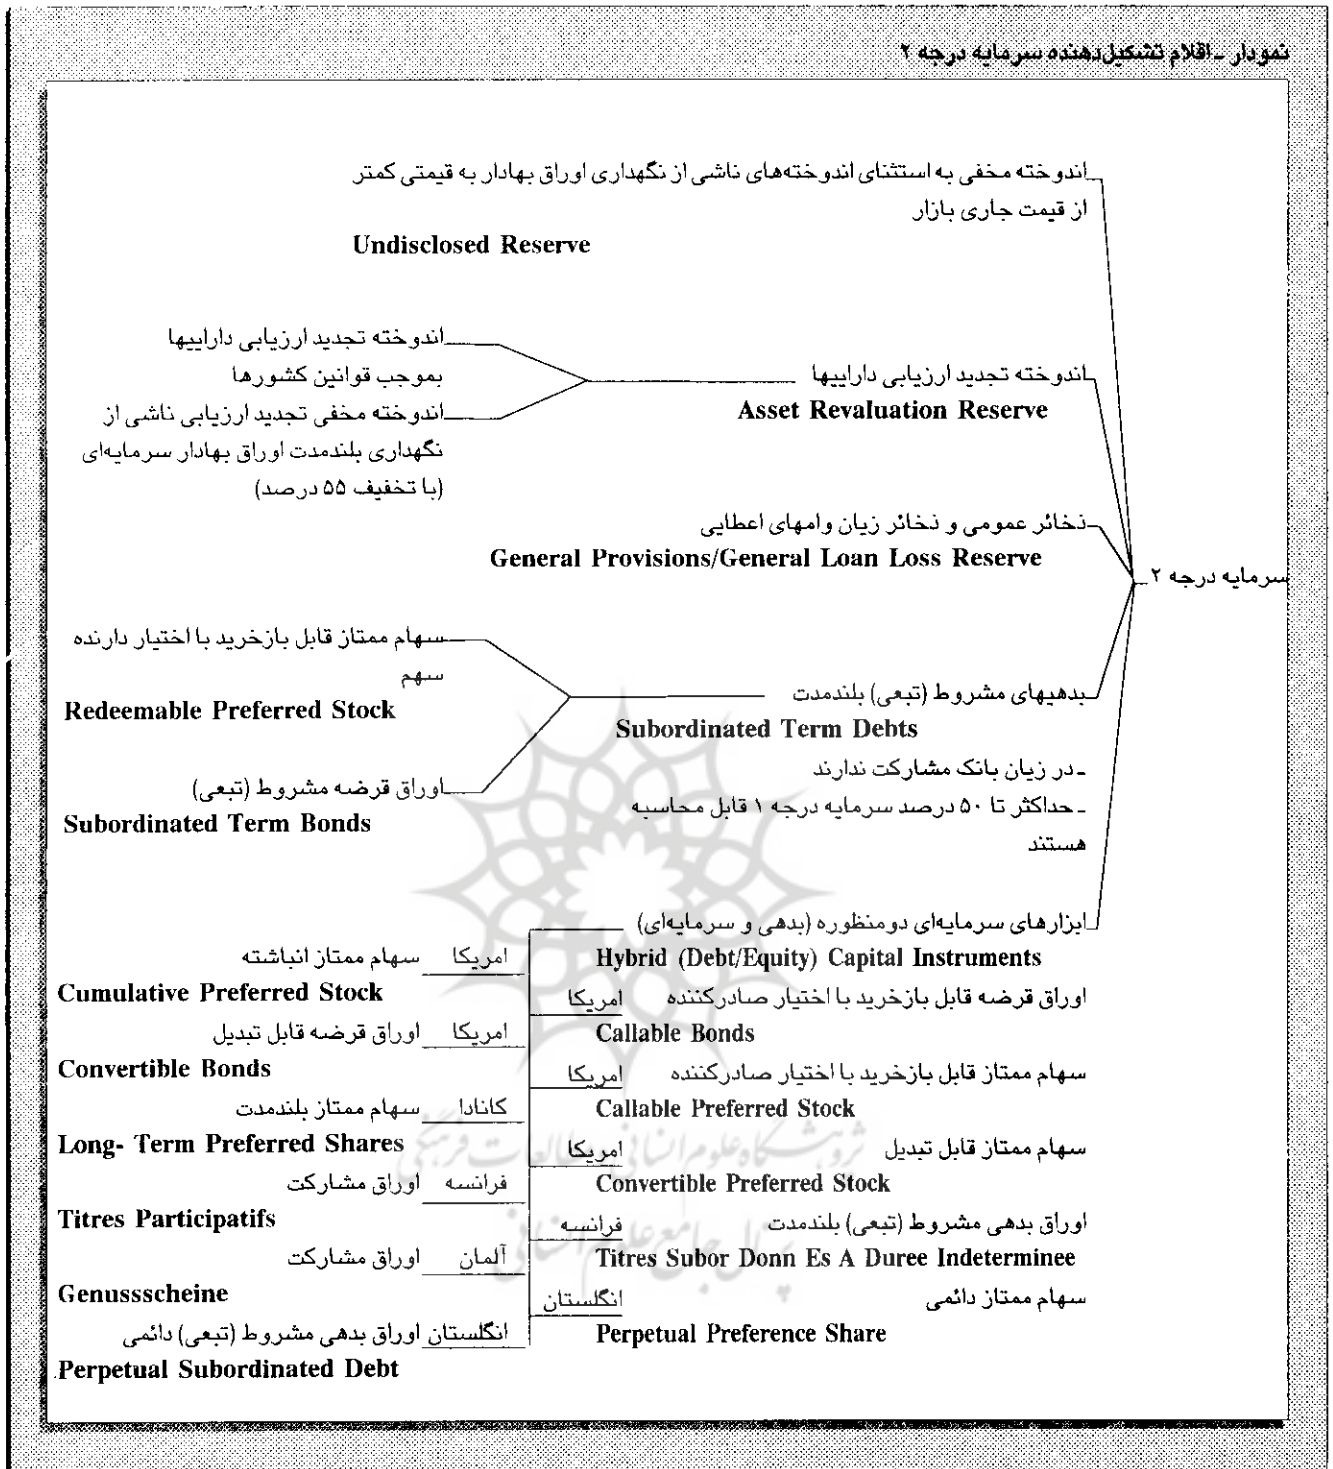 نمودار ـ اقلام تشکیل‌دهنده سرمایه درجه ۲
اندوخته مخفی به استثنای اندوخته‌های ناشی از نگهداری اوراق بهادار به قیمتی کمتر
از قیمت جاری بازار
Undisclosed Reserve
اندوخته تجدید ارزیابی داراییها
Asset Revaluation Reserve
اندوخته تجدید ارزیابی داراییها
بموجب قوانین کشورها
اندوخته مخفی تجدید ارزیابی ناشی از
نگهداری بلندمدت اوراق بهادار سرمایه‌ای
(با تخفیف ۵۵ درصد)
ذخائر عمومی و ذخائر زیان وامهای اعطایی
General Provisions/General Loan Loss Reserve
سرمایه درجه ۲
بدهیهای مشروط (تبعی) بلندمدت
Subordinated Term Debts
ـ در زیان بانک مشارکت ندارند
ـ حداکثر تا ۵۰ درصد سرمایه درجه ۱ قابل محاسبه
هستند
سهام ممتاز قابل بازخرید با اختیار دارنده
سهم
Redeemable Preferred Stock
اوراق قرضه مشروط (تبعی)
Subordinated Term Bonds
ابزارهای سرمایه‌ای دومنظوره (بدهی و سرمایه‌ای)
Hybrid (Debt/Equity) Capital Instruments
اوراق قرضه قابل بازخرید با اختیار صادرکننده امریکا
Callable Bonds
سهام ممتاز قابل بازخرید با اختیار صادرکننده امریکا
Callable Preferred Stock
سهام ممتاز قابل تبدیل امریکا
Convertible Preferred Stock
اوراق بدهی مشروط (تبعی) بلندمدت فرانسه
Titres Subor Donn Es A Duree Indeterminee
سهام ممتاز دائمی انگلستان
Perpetual Preference Share
امریکا سهام ممتاز انباشته
Cumulative Preferred Stock
امریکا اوراق قرضه قابل تبدیل
Convertible Bonds
کانادا سهام ممتاز بلندمدت
Long- Term Preferred Shares
فرانسه اوراق مشارکت
Titres Participatifs
آلمان اوراق مشارکت
Genussscheine
انگلستان اوراق بدهی مشروط (تبعی) دائمی
Perpetual Subordinated Debt
پژوهشگاه علوم انسانی و مطالعات فرهنگی
پرتال جامع علوم انسانی